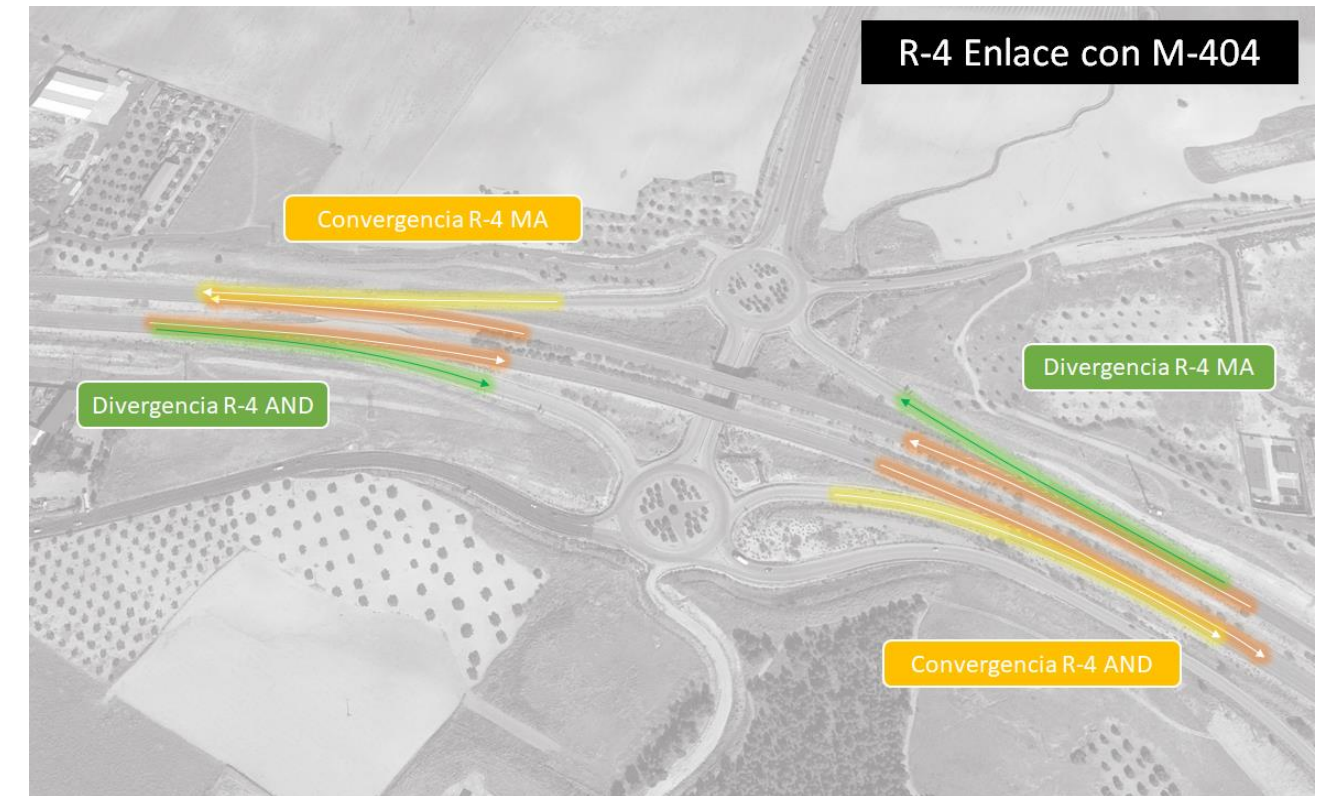 R-4 Enlace con M-404
Convergencia R-4 MA
Divergencia R-4 MA
Divergencia R-4 AND
Convergencia R-4 AND